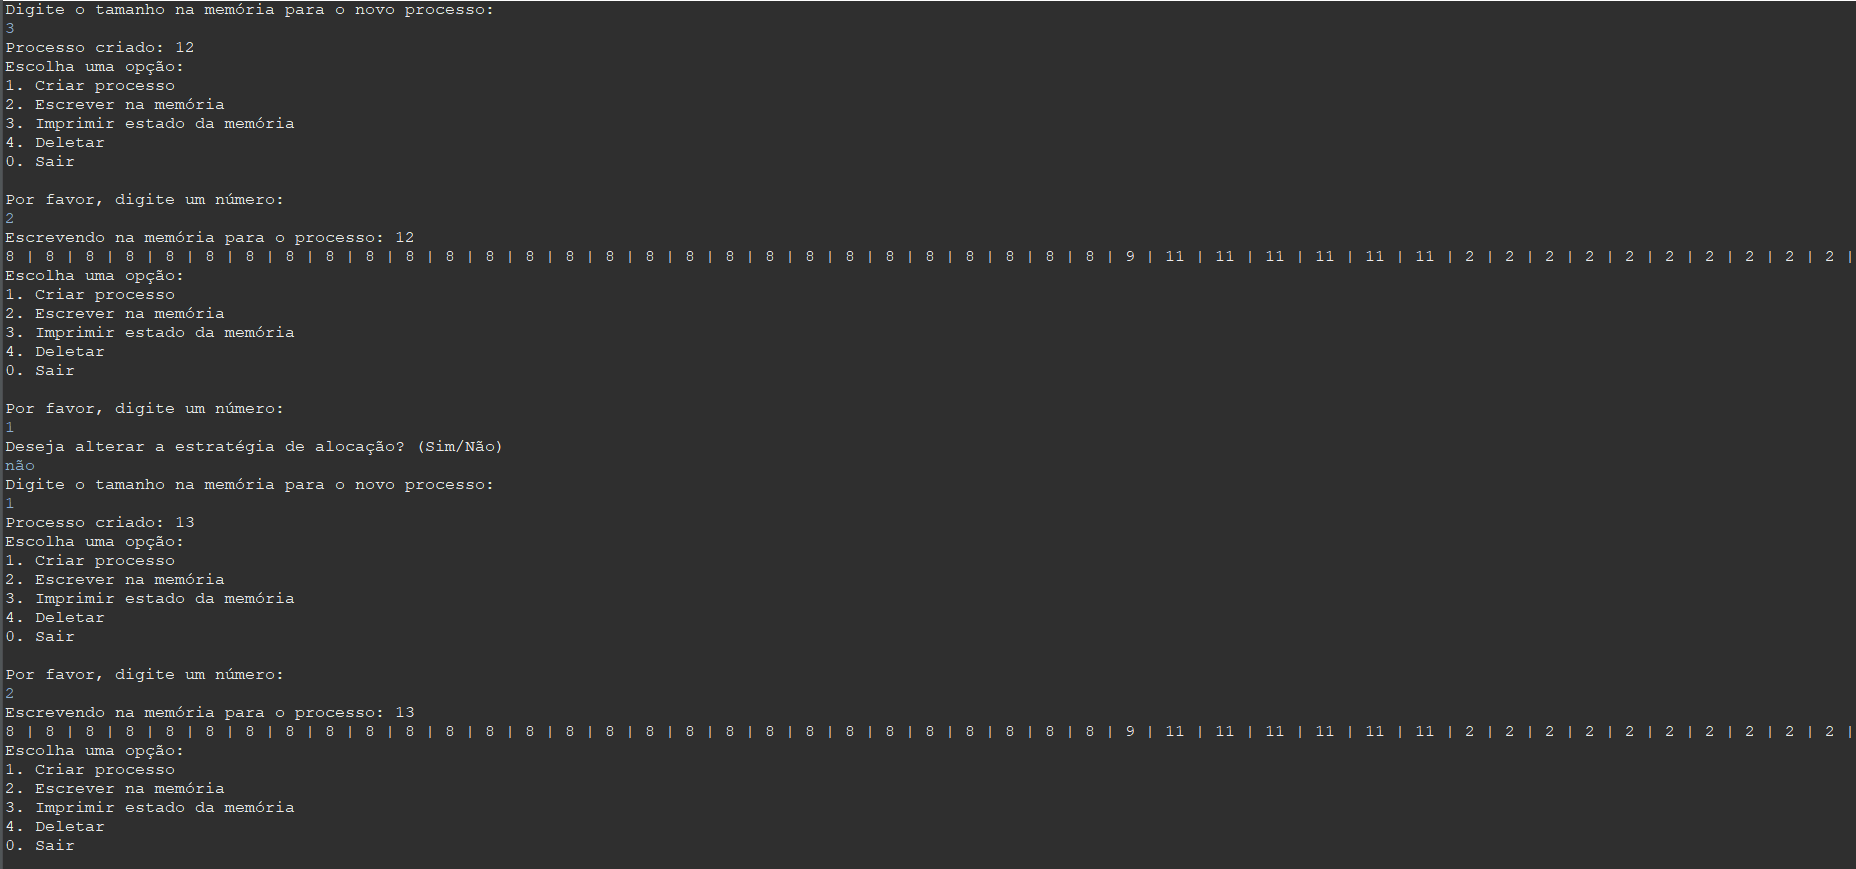 Digite o tamanho na memória para o novo processo:
3
Processo criado: 12
Escolha uma opção:
1. Criar processo
2. Escrever na memória
3. Imprimir estado da memória
4. Deletar
0. Sair
Por favor, digite um número:
2
Escrevendo na memória para o processo: 12
8 | 8 | 8 | 8 | 8 | 8 | 8 | 8 | 8 | 8 | 8 | 8 | 8 | 8 | 8 | 8 | 8 | 8 | 8 | 8 | 8 | 8 | 8 | 8 | 8 | 8 | 8 | 8 | 9 | 11 | 11 | 11 | 11 | 11 | 11 | 2 | 2 | 2 | 2 | 2 | 2 | 2 | 2 | 2 | 2 |
Escolha uma opção:
1. Criar processo
2. Escrever na memória
3. Imprimir estado da memória
4. Deletar
0. Sair
Por favor, digite um número:
1
Deseja alterar a estratégia de alocação? (Sim/Não)
não
Digite o tamanho na memória para o novo processo:
1
Processo criado: 13
Escolha uma opção:
1. Criar processo
2. Escrever na memória
3. Imprimir estado da memória
4. Deletar
0. Sair
Por favor, digite um número:
2
Escrevendo na memória para o processo: 13
8 | 8 | 8 | 8 | 8 | 8 | 8 | 8 | 8 | 8 | 8 | 8 | 8 | 8 | 8 | 8 | 8 | 8 | 8 | 8 | 8 | 8 | 8 | 8 | 8 | 8 | 8 | 8 | 9 | 11 | 11 | 11 | 11 | 11 | 11 | 2 | 2 | 2 | 2 | 2 | 2 | 2 | 2 | 2 | 2 |
Escolha uma opção:
1. Criar processo
2. Escrever na memória
3. Imprimir estado da memória
4. Deletar
0. Sair